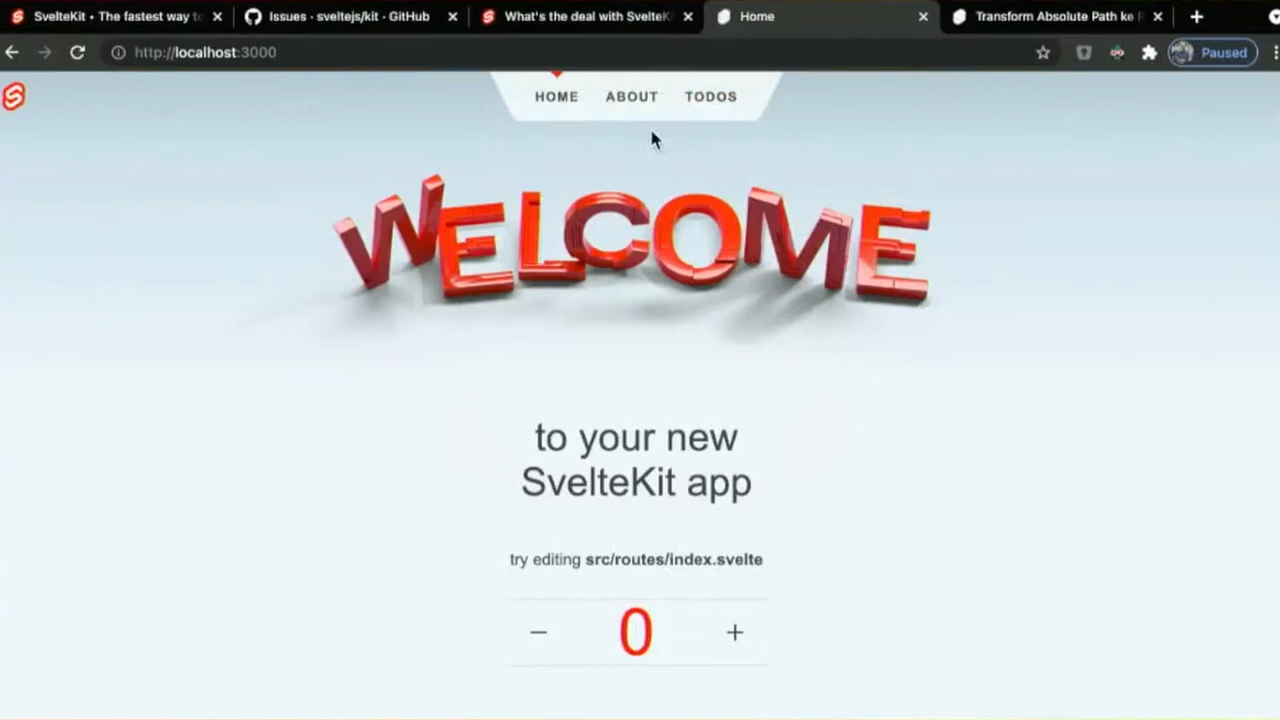 SvelteKit • The fastest way to
Issues · sveltejs/kit · GitHub
What's the deal with SvelteKi
Home
Transform Absolute Path ke
http://localhost:3000
Paused
HOME
ABOUT
TODOS
WELCOME
to your new
SvelteKit app
try editing src/routes/index.svelte
− 0 +